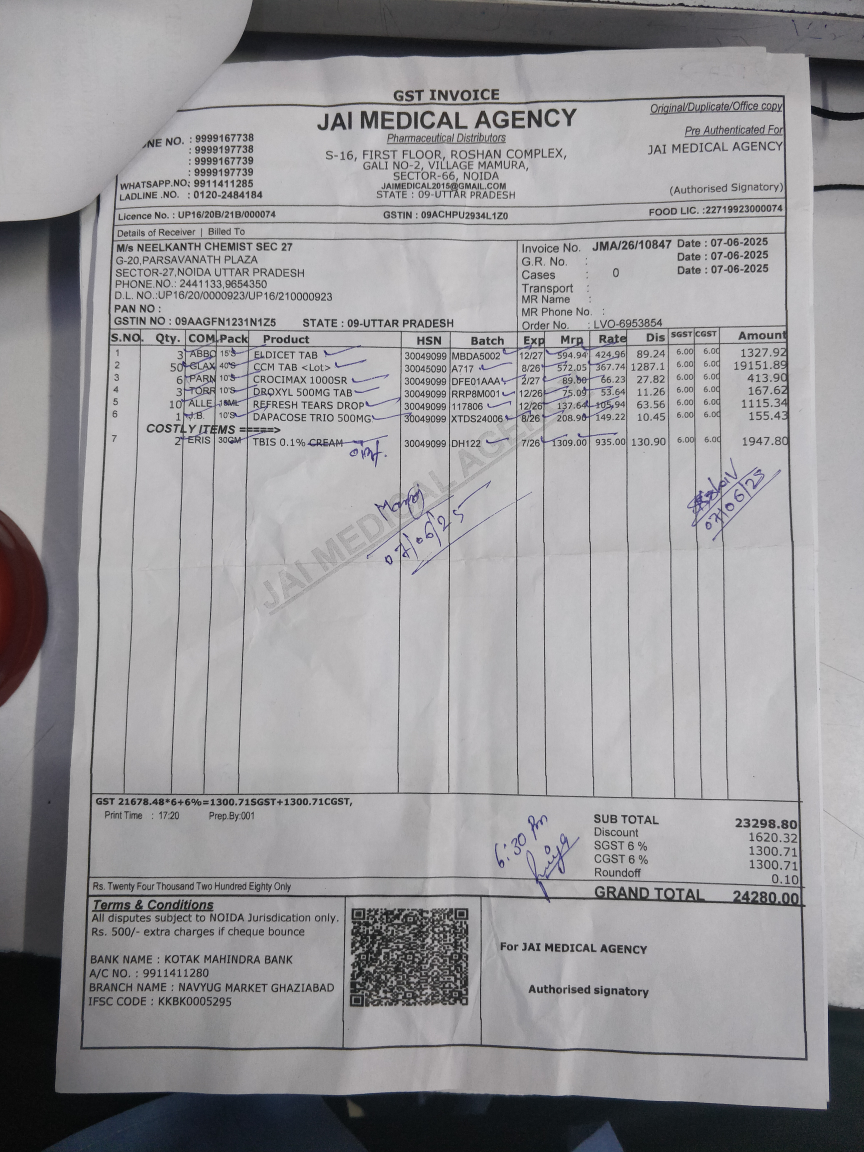 GST INVOICE
Original/Duplicate/Office copy
JAI MEDICAL AGENCY
Pharmaceutical Distributors
Pre Authenticated For
JAI MEDICAL AGENCY
S-16, FIRST FLOOR, ROSHAN COMPLEX,
GALI NO-2, VILLAGE MAMURA,
SECTOR-66, NOIDA
JAIMEDICAL2015@GMAIL.COM
STATE : 09-UTTAR PRADESH
(Authorised Signatory)
NE NO. : 9999167738
: 9999197738
: 9999167739
: 9999197739
WHATSAPP.NO: 9911411285
LADLINE .NO. : 0120-2484184
Licence No. : UP16/20B/21B/000074 GSTIN : 09ACHPU2934L1Z0 FOOD LIC. :22719923000074
Details of Receiver | Billed To
M/s NEELKANTH CHEMIST SEC 27
G-20,PARSAVANATH PLAZA
SECTOR-27,NOIDA UTTAR PRADESH
PHONE.NO.: 2441133,9654350
D.L. NO.:UP16/20/0000923/UP16/210000923
PAN NO :
GSTIN NO : 09AAGFN1231N1Z5 STATE : 09-UTTAR PRADESH
Invoice No. JMA/26/10847 Date : 07-06-2025
G.R. No. : Date : 07-06-2025
Cases : 0 Date : 07-06-2025
Transport :
MR Name :
MR Phone No. :
Order No. : LVO-6953854
S.NO. Qty. COM. Pack Product HSN Batch Exp Mrp Rate Dis SGST CGST Amount
1 3 ABBO 15'S ELDICET TAB 30049099 MBDA5002 12/27 594.94 424.96 89.24 6.00 6.00 1327.92
2 50 GLAX 40'S CCM TAB <Lot> 30045090 A717 8/26 572.05 367.74 1287.1 6.00 6.00 19151.89
3 6 PARN 10'S CROCIMAX 1000SR 30049099 DFE01AAA 2/27 89.60 66.23 27.82 6.00 6.00 413.90
4 3 TORR 10'S DROXYL 500MG TAB 30049099 RRP8M001 12/26 75.09 53.64 11.26 6.00 6.00 167.62
5 10 ALLE REFRESH TEARS DROP 30049099 117806 12/26 137.64 105.94 63.56 6.00 6.00 1115.34
6 1 J.B. 10'S DAPACOSE TRIO 500MG 30049099 XTDS24006 8/26 208.90 149.22 10.45 6.00 6.00 155.43
COSTLY ITEMS =====>
7 2 ERIS 30GM TBIS 0.1% CREAM 30049099 DH122 7/26 1309.00 935.00 130.90 6.00 6.00 1947.80
07/06/25
07/06/25
JAI MEDICAL AGENCY
GST 21678.48*6+6%=1300.71SGST+1300.71CGST,
Print Time : 17:20 Prep.By:001
6:30 Pm
SUB TOTAL 23298.80
Discount 1620.32
SGST 6 % 1300.71
CGST 6 % 1300.71
Roundoff 0.10
GRAND TOTAL 24280.00
Rs. Twenty Four Thousand Two Hundred Eighty Only
Terms & Conditions
All disputes subject to NOIDA Jurisdication only.
Rs. 500/- extra charges if cheque bounce
BANK NAME : KOTAK MAHINDRA BANK
A/C NO. : 9911411280
BRANCH NAME : NAVYUG MARKET GHAZIABAD
IFSC CODE : KKBK0005295
For JAI MEDICAL AGENCY
Authorised signatory